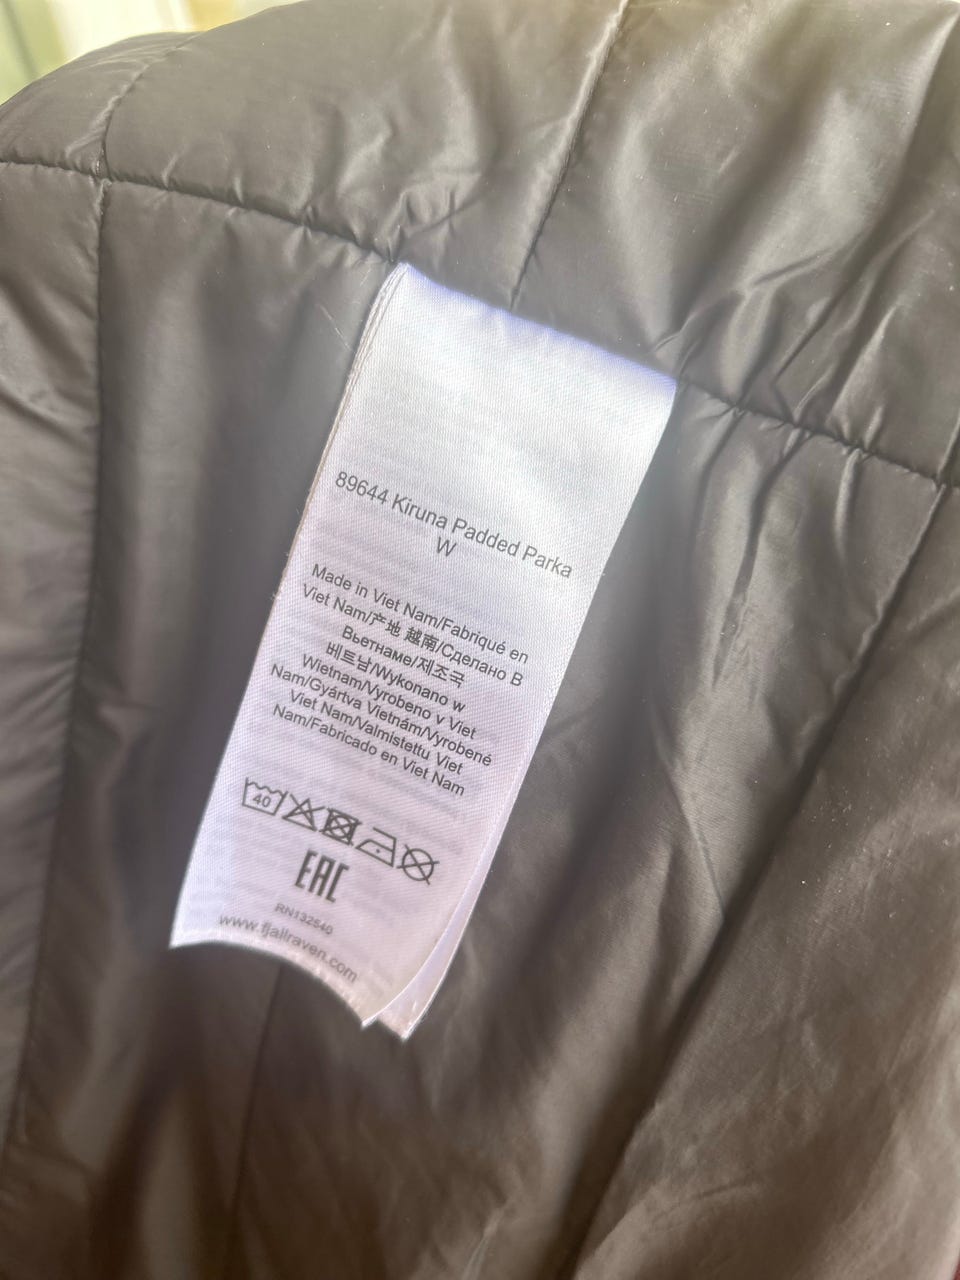 89644 Kiruna Padded Parka
W
Made in Viet Nam/Fabriqué en
Viet Nam/产地 越南/Сделано В
Вьетнаме/제조국
베트남/Wykonano w
Wietnam/Vyrobeno v Viet
Nam/Gyártva Vietnám/Vyrobené
Viet Nam/Valmistettu Viet
Nam/Fabricado en Viet Nam
40
EAC
RN132540
www.fjallraven.com